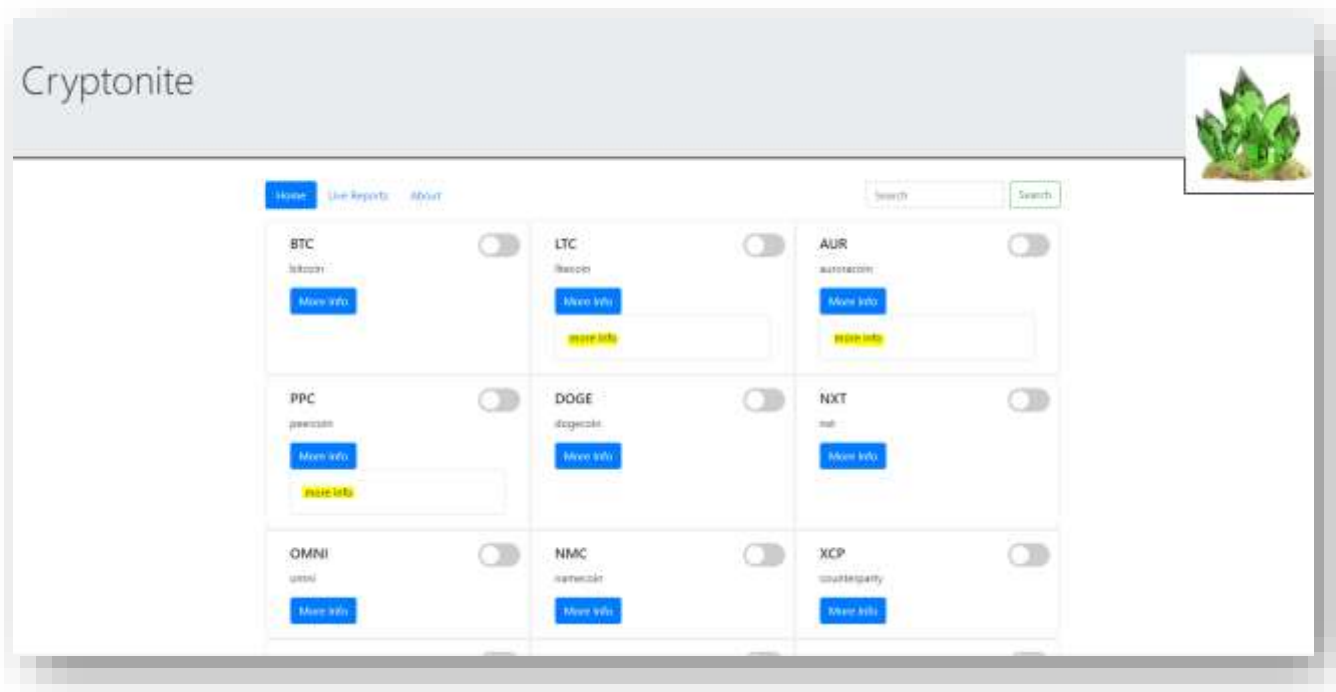 Cryptonite
Home Live Reports About Search Search
BTC LTC AUR
bitcoin litecoin auroracoin
More Info More Info More Info
more info more info
PPC DOGE NXT
peercoin dogecoin nxt
More Info More Info More Info
more info
OMNI NMC XCP
omni namecoin counterparty
More Info More Info More Info